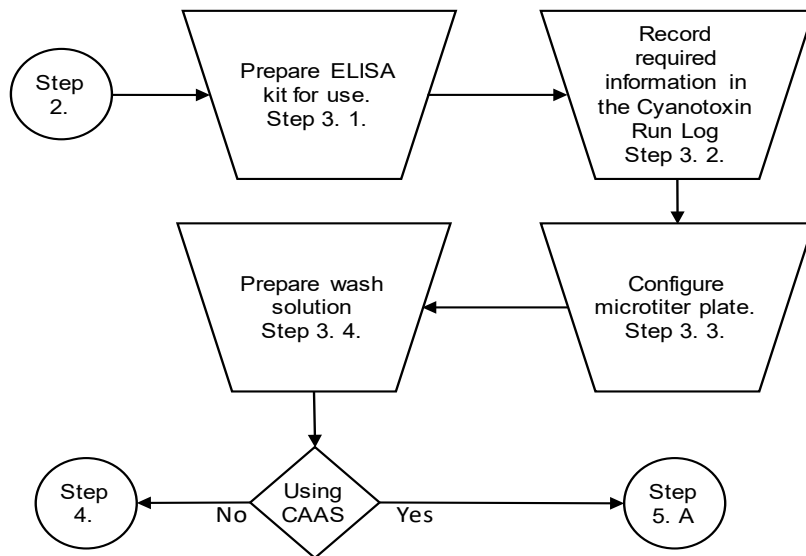 Step
2.
Prepare ELISA
kit for use.
Step 3. 1.
Record
required
information in
the Cyanotoxin
Run Log
Step 3. 2.
Prepare wash
solution
Step 3. 4.
Configure
microtiter plate.
Step 3. 3.
Step
4.
No
Using
CAAS
Yes
Step
5. A